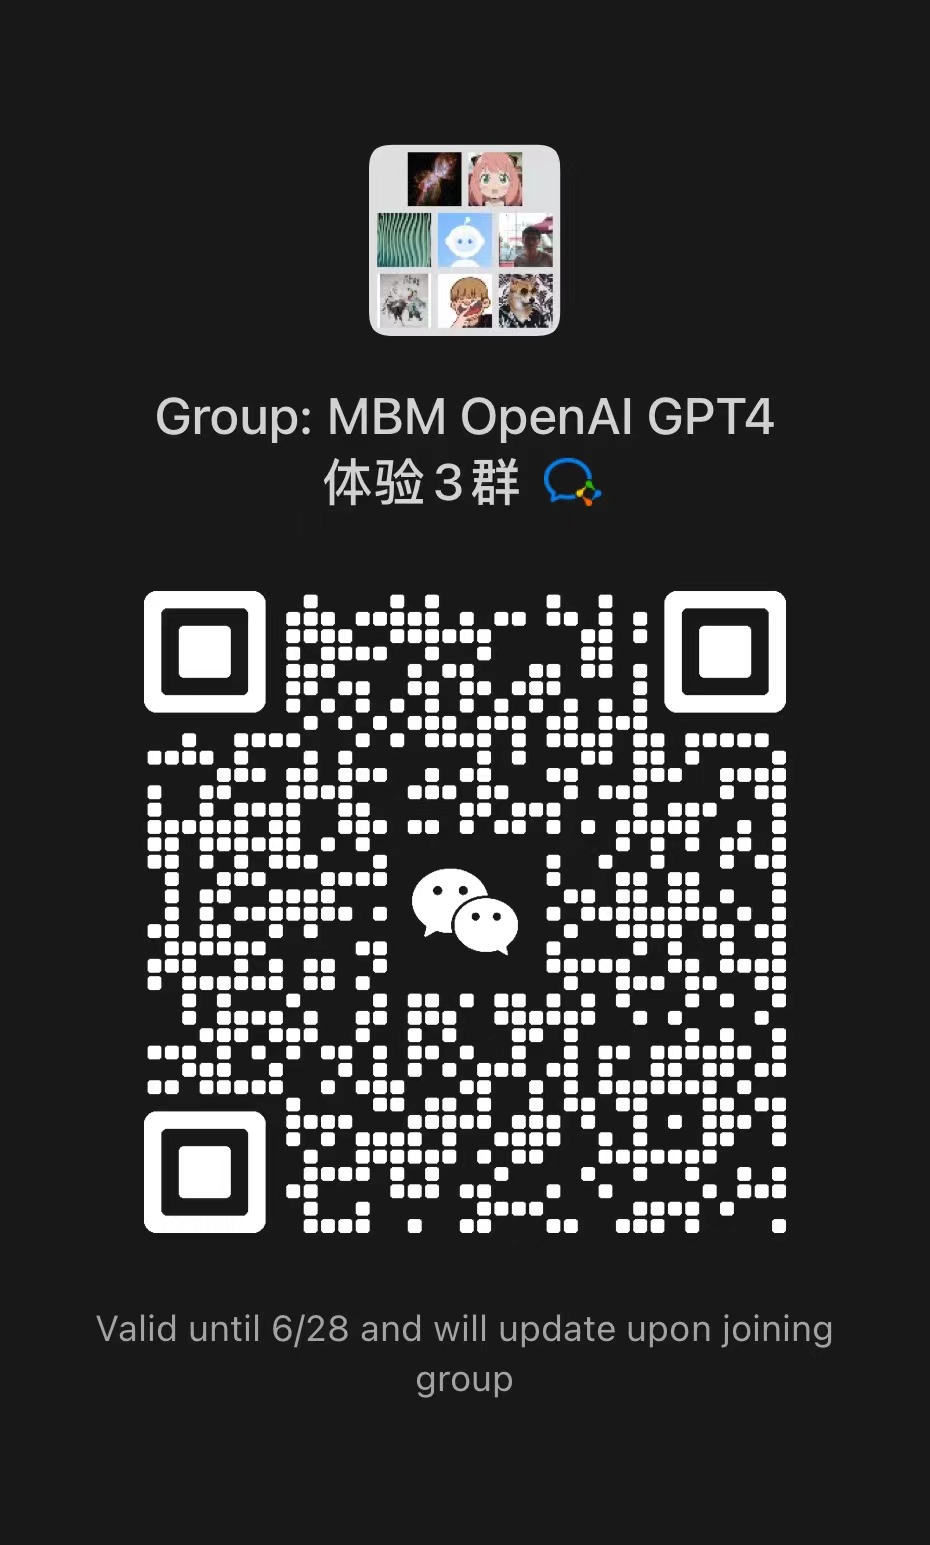 Group: MBM OpenAI GPT4
体验3群
Valid until 6/28 and will update upon joining
group